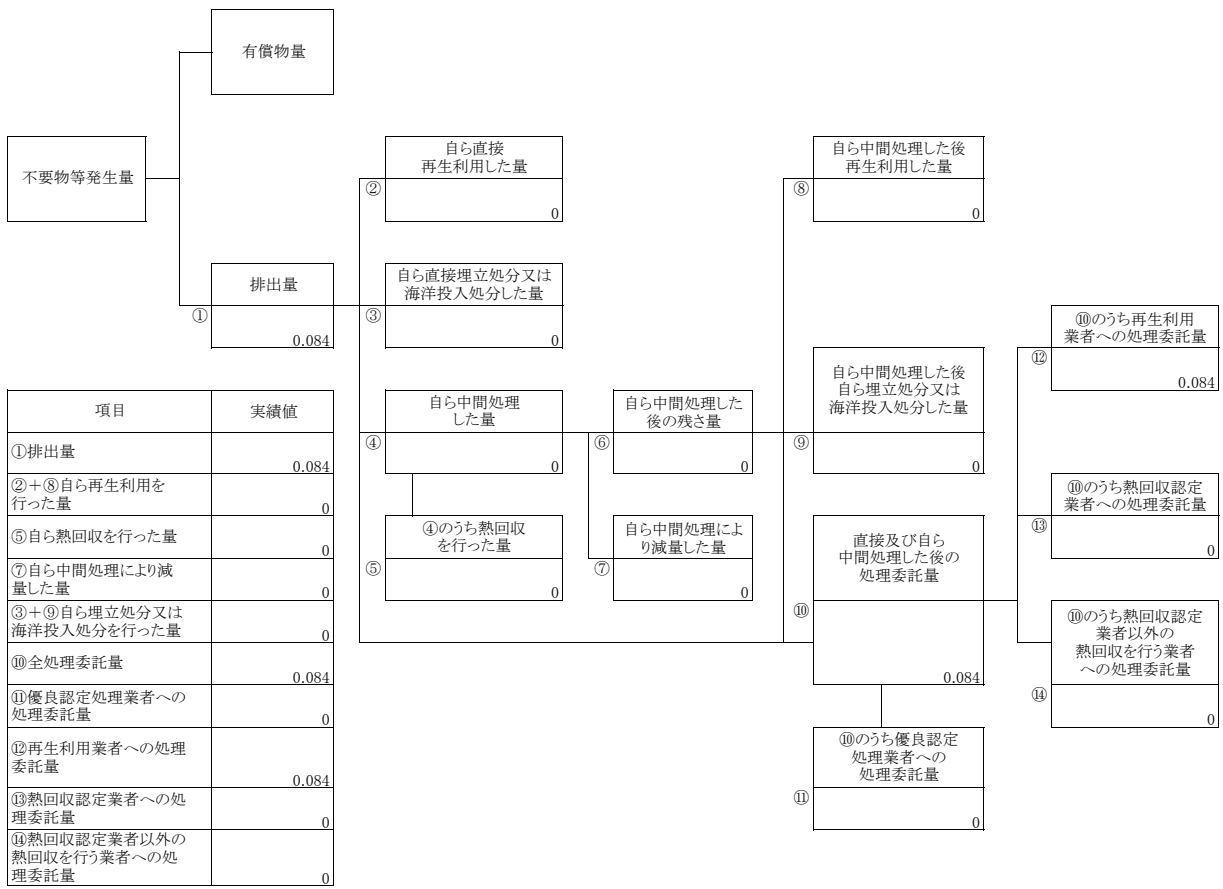 有償物量
不要物等発生量
排出量
①
0.084
自ら直接
再生利用した量
②
0
自ら直接埋立処分又は
海洋投入処分した量
③
0
自ら中間処理
した量
④
0
④のうち熱回収
を行った量
⑤
0
自ら中間処理した
後の残さ量
⑥
0
自ら中間処理によ
り減量した量
⑦
0
自ら中間処理した後
再生利用した量
⑧
0
自ら中間処理した後
自ら埋立処分又は
海洋投入処分した量
⑨
0
直接及び自ら
中間処理した後の
処理委託量
⑩
0.084
⑩のうち優良認定
処理業者への
処理委託量
⑪
0
⑩のうち再生利用
業者への処理委託量
⑫
0.084
⑩のうち熱回収認定
業者への処理委託量
⑬
0
⑩のうち熱回収認定
業者以外の
熱回収を行う業者
への処理委託量
⑭
0
項目 実績値
①排出量
0.084
②＋⑧自ら再生利用を
行った量
0
⑤自ら熱回収を行った量
0
⑦自ら中間処理により減
量した量
0
③＋⑨自ら埋立処分又は
海洋投入処分を行った量
0
⑩全処理委託量
0.084
⑪優良認定処理業者への
処理委託量
0
⑫再生利用業者への処理
委託量
0.084
⑬熱回収認定業者への処
理委託量
0
⑭熱回収認定業者以外の
熱回収を行う業者への処
理委託量
0